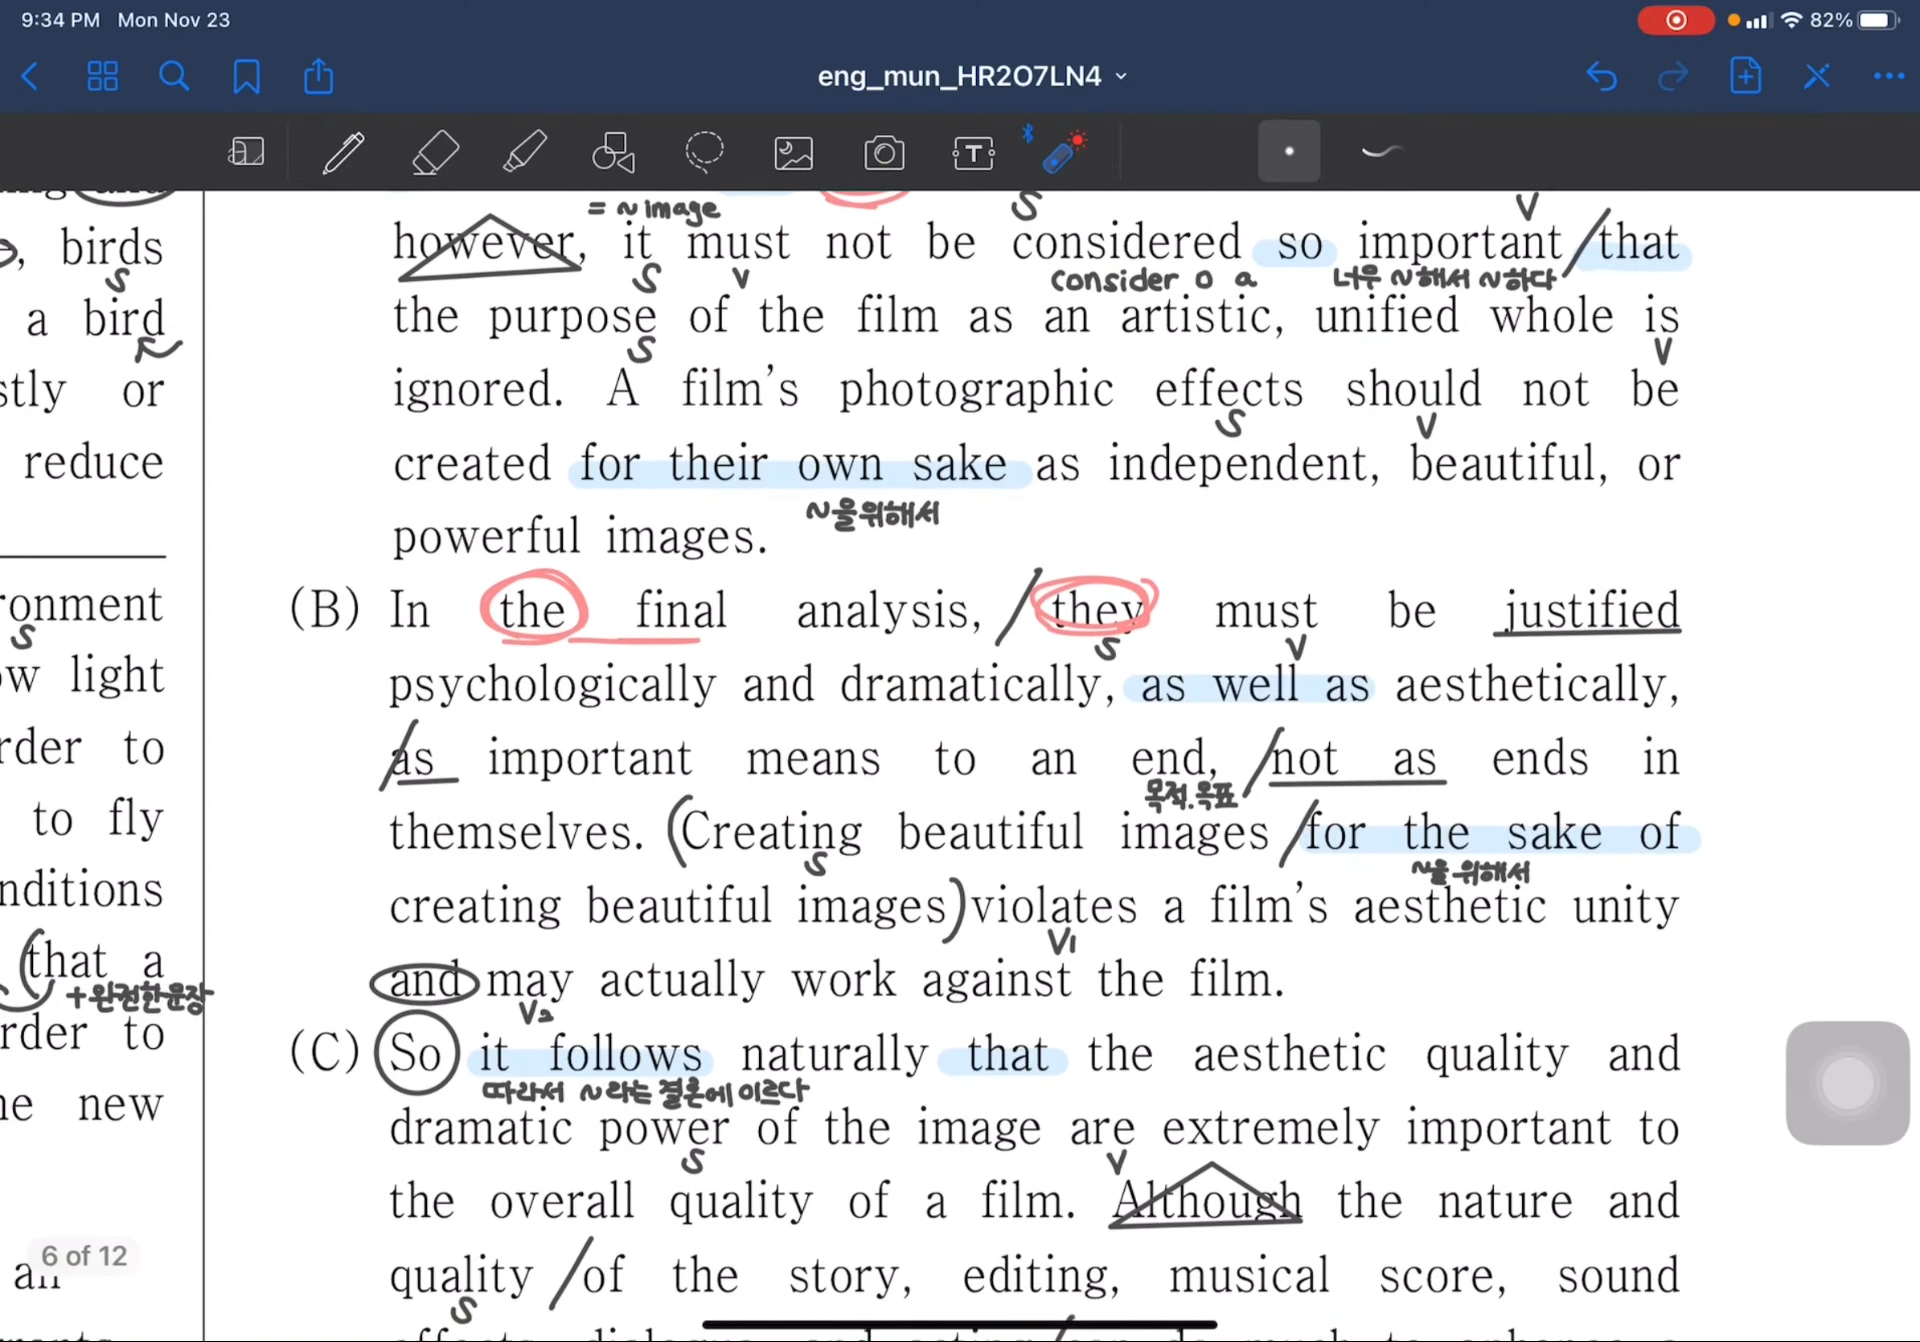 9:34 PM Mon Nov 23
82%
eng_mun_HR2O7LN4
birds
S
a bird
stly or
reduce
ronment
S
ow light
rder to
to fly
nditions
that a
+완전한문장
rder to
ne new
6 of 12
= ~image S V
however, it must not be considered so important / that
S V consider o a 너무 ~해서 ~하다
the purpose of the film as an artistic, unified whole is
S V
ignored. A film's photographic effects should not be
S V
created for their own sake as independent, beautiful, or
~을위해서
powerful images.
(B) In the final analysis, / they must be justified
S V
psychologically and dramatically, as well as aesthetically,
/ as important means to an end, / not as ends in
목적.목표
themselves. (Creating beautiful images / for the sake of
S ~을 위해서
creating beautiful images) violates a film's aesthetic unity
V1
and may actually work against the film.
V2
(C) So it follows naturally that the aesthetic quality and
따라서 ~라는 결론에이르다
dramatic power of the image are extremely important to
S V
the overall quality of a film. Although the nature and
quality / of the story, editing, musical score, sound
S